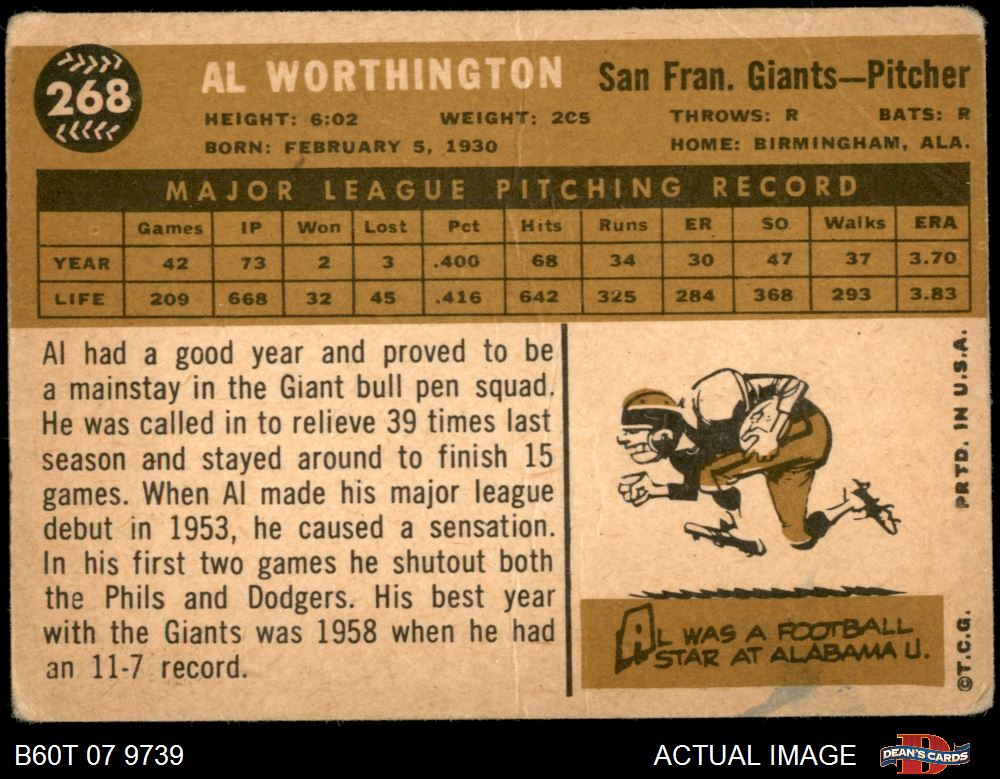 268
AL WORTHINGTON San Fran. Giants—Pitcher
HEIGHT: 6:02 WEIGHT: 205 THROWS: R BATS: R
BORN: FEBRUARY 5, 1930 HOME: BIRMINGHAM, ALA.
MAJOR LEAGUE PITCHING RECORD
Games IP Won Lost Pct Hits Runs ER SO Walks ERA
YEAR 42 73 2 3 .400 68 34 30 47 37 3.70
LIFE 209 668 32 45 .416 642 325 284 368 293 3.83
Al had a good year and proved to be
a mainstay in the Giant bull pen squad.
He was called in to relieve 39 times last
season and stayed around to finish 15
games. When Al made his major league
debut in 1953, he caused a sensation.
In his first two games he shutout both
the Phils and Dodgers. His best year
with the Giants was 1958 when he had
an 11-7 record.
AL WAS A FOOTBALL
STAR AT ALABAMA U.
PRTD. IN U.S.A.
©T.C.G.
B60T 07 9739 ACTUAL IMAGE DEAN'S CARDS